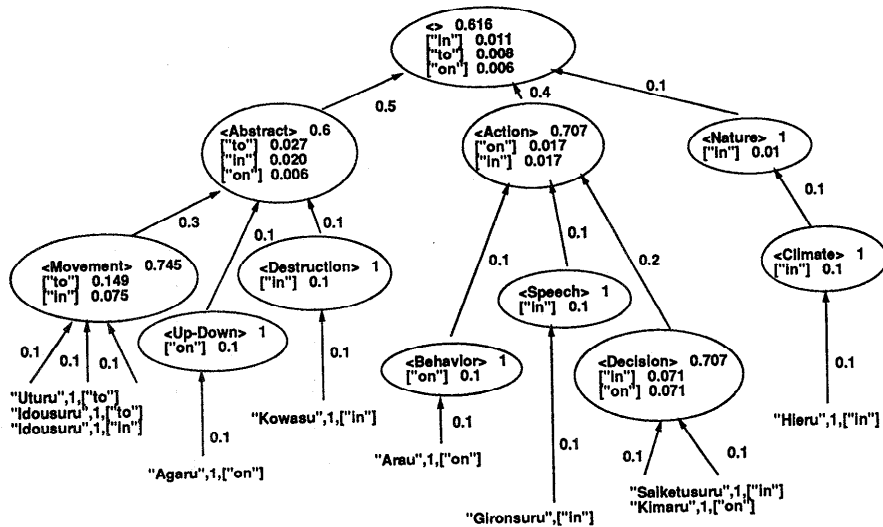 <> 0.616
["in"] 0.011
["to"] 0.008
["on"] 0.006
0.5
0.4
0.1
<Abstract> 0.6
["to"] 0.027
["in"] 0.020
["on"] 0.006
<Action> 0.707
["on"] 0.017
["in"] 0.017
<Nature> 1
["in"] 0.01
0.3
0.1
0.1
0.1
0.1
0.2
0.1
<Movement> 0.745
["to"] 0.149
["in"] 0.075
<Destruction> 1
["in"] 0.1
<Speech> 1
["in"] 0.1
<Climate> 1
["in"] 0.1
<Up-Down> 1
["on"] 0.1
<Behavior> 1
["on"] 0.1
<Decision> 0.707
["in"] 0.071
["on"] 0.071
0.1
0.1
0.1
"Uturu",1,["to"]
"Idousuru",1,["to"]
"Idousuru",1,["in"]
0.1
"Kowasu",1,["in"]
0.1
"Hieru",1,["in"]
0.1
"Agaru",1,["on"]
0.1
"Arau",1,["on"]
0.1
"Gironsuru",["in"]
0.1
0.1
"Saiketusuru",1,["in"]
"Kimaru",1,["on"]